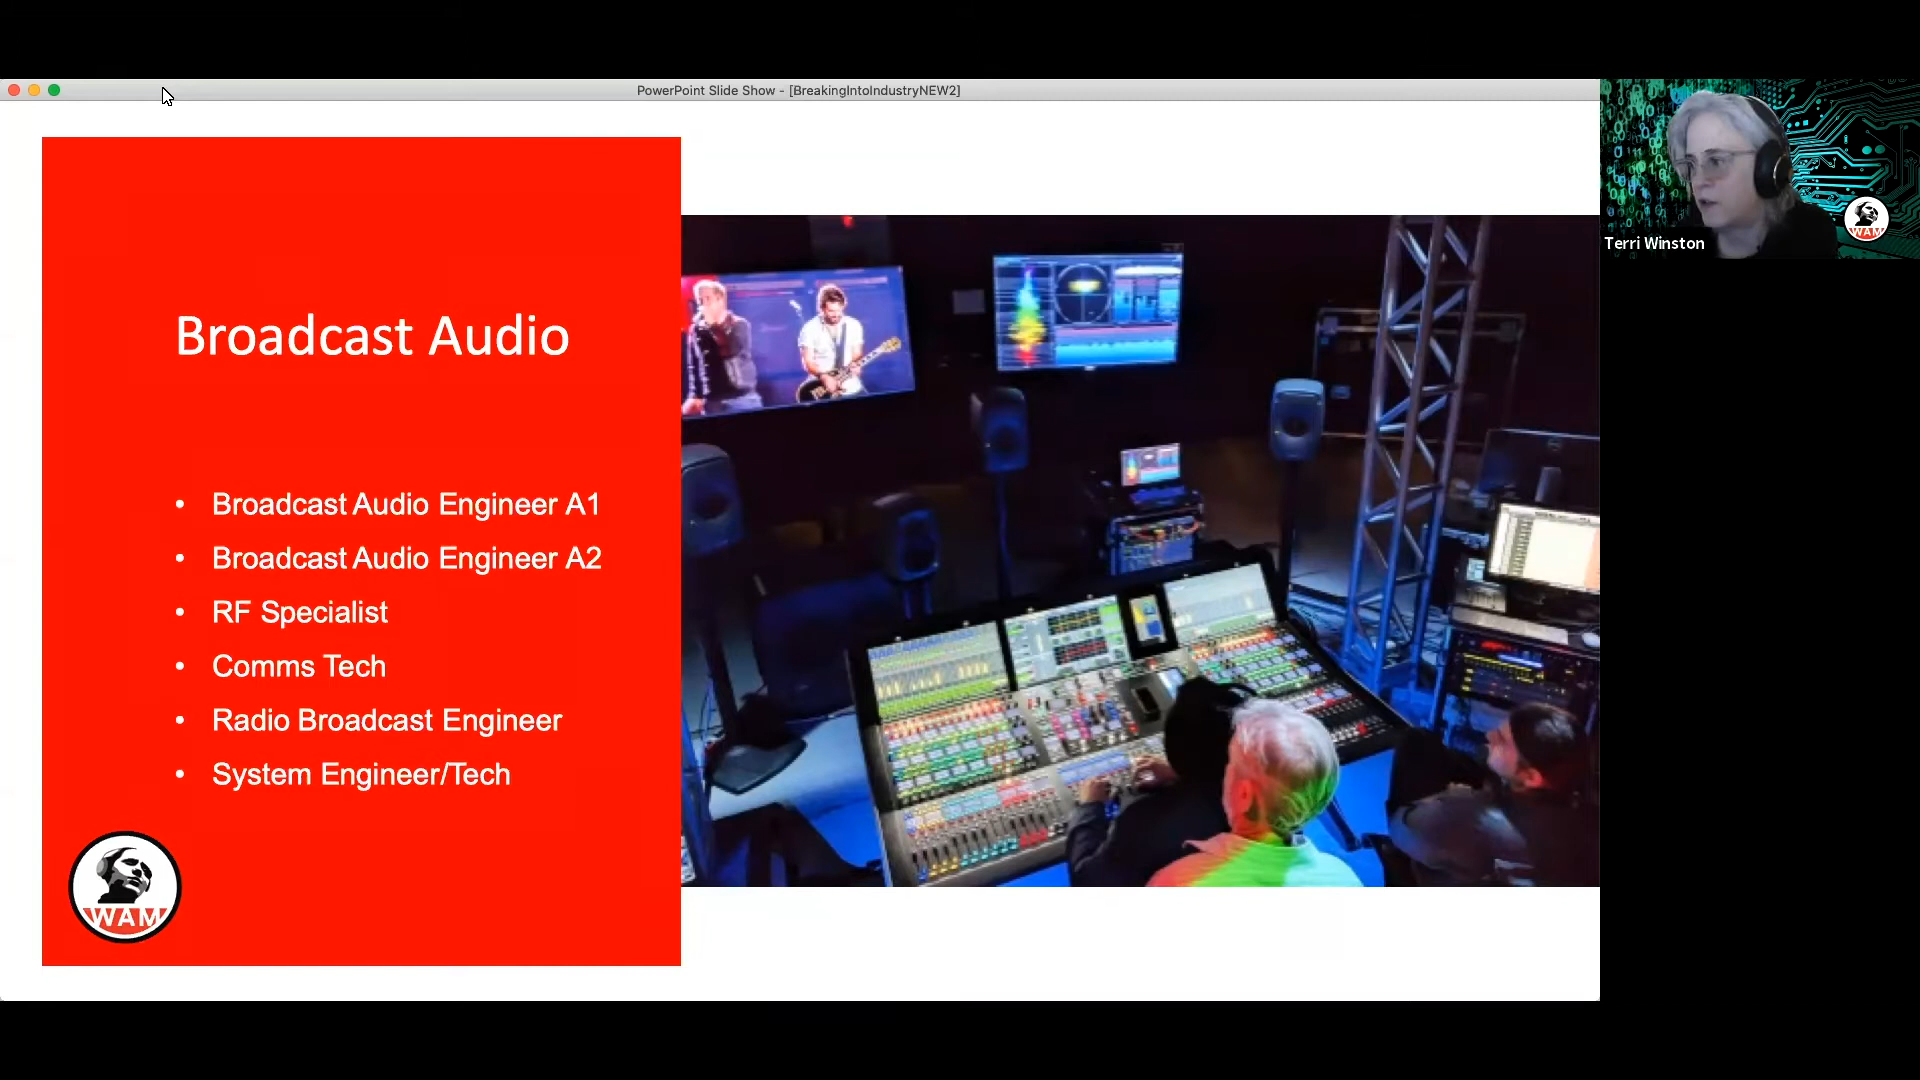 PowerPoint Slide Show - [BreakingIntoIndustryNEW2]
Broadcast Audio
• Broadcast Audio Engineer A1
• Broadcast Audio Engineer A2
• RF Specialist
• Comms Tech
• Radio Broadcast Engineer
• System Engineer/Tech
WAM
WAM
Terri Winston